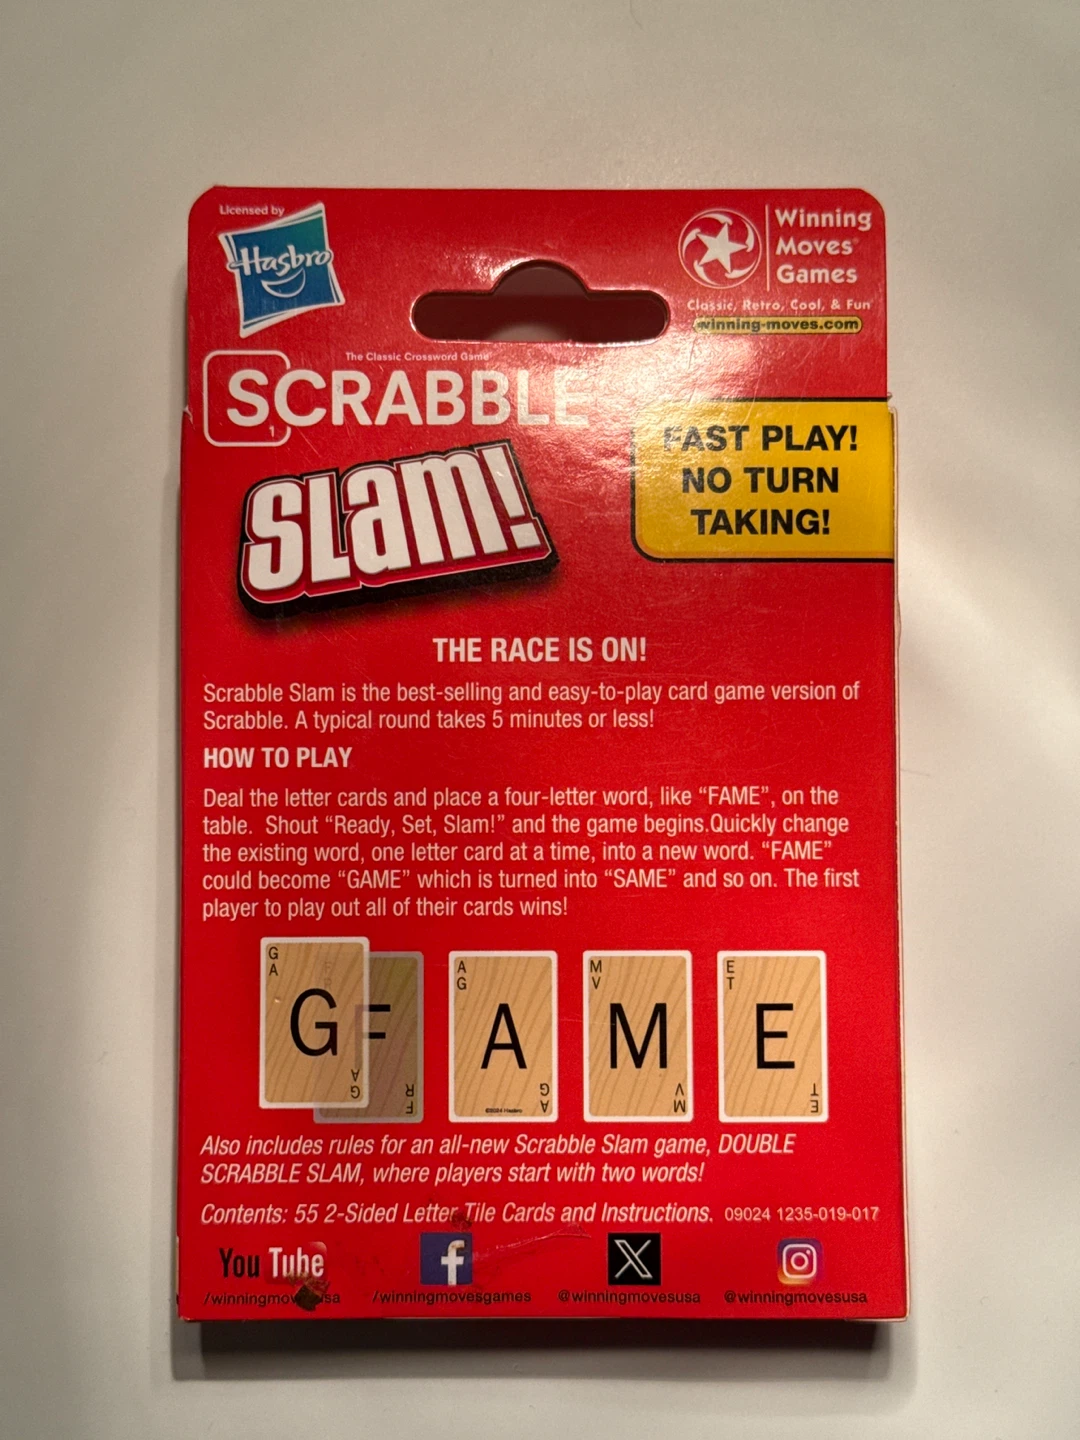 Licensed by
Hasbro
Winning
Moves®
Games
Classic, Retro, Cool, & Fun
winning-moves.com
The Classic Crossword Game
SCRABBLE
1
SLam!
FAST PLAY!
NO TURN
TAKING!
THE RACE IS ON!
Scrabble Slam is the best-selling and easy-to-play card game version of
Scrabble. A typical round takes 5 minutes or less!
HOW TO PLAY
Deal the letter cards and place a four-letter word, like “FAME”, on the
table. Shout “Ready, Set, Slam!” and the game begins.Quickly change
the existing word, one letter card at a time, into a new word. “FAME”
could become “GAME” which is turned into “SAME” and so on. The first
player to play out all of their cards wins!
G
A
G
G
A
F
F
R
A
G
A
A
G
©2024 Hasbro
M
V
M
M
V
E
T
E
E
T
Also includes rules for an all-new Scrabble Slam game, DOUBLE
SCRABBLE SLAM, where players start with two words!
Contents: 55 2-Sided Letter Tile Cards and Instructions. 09024 1235-019-017
You Tube
f
X
/winningmovesusa
/winningmovesgames
@winningmovesusa
@winningmovesusa